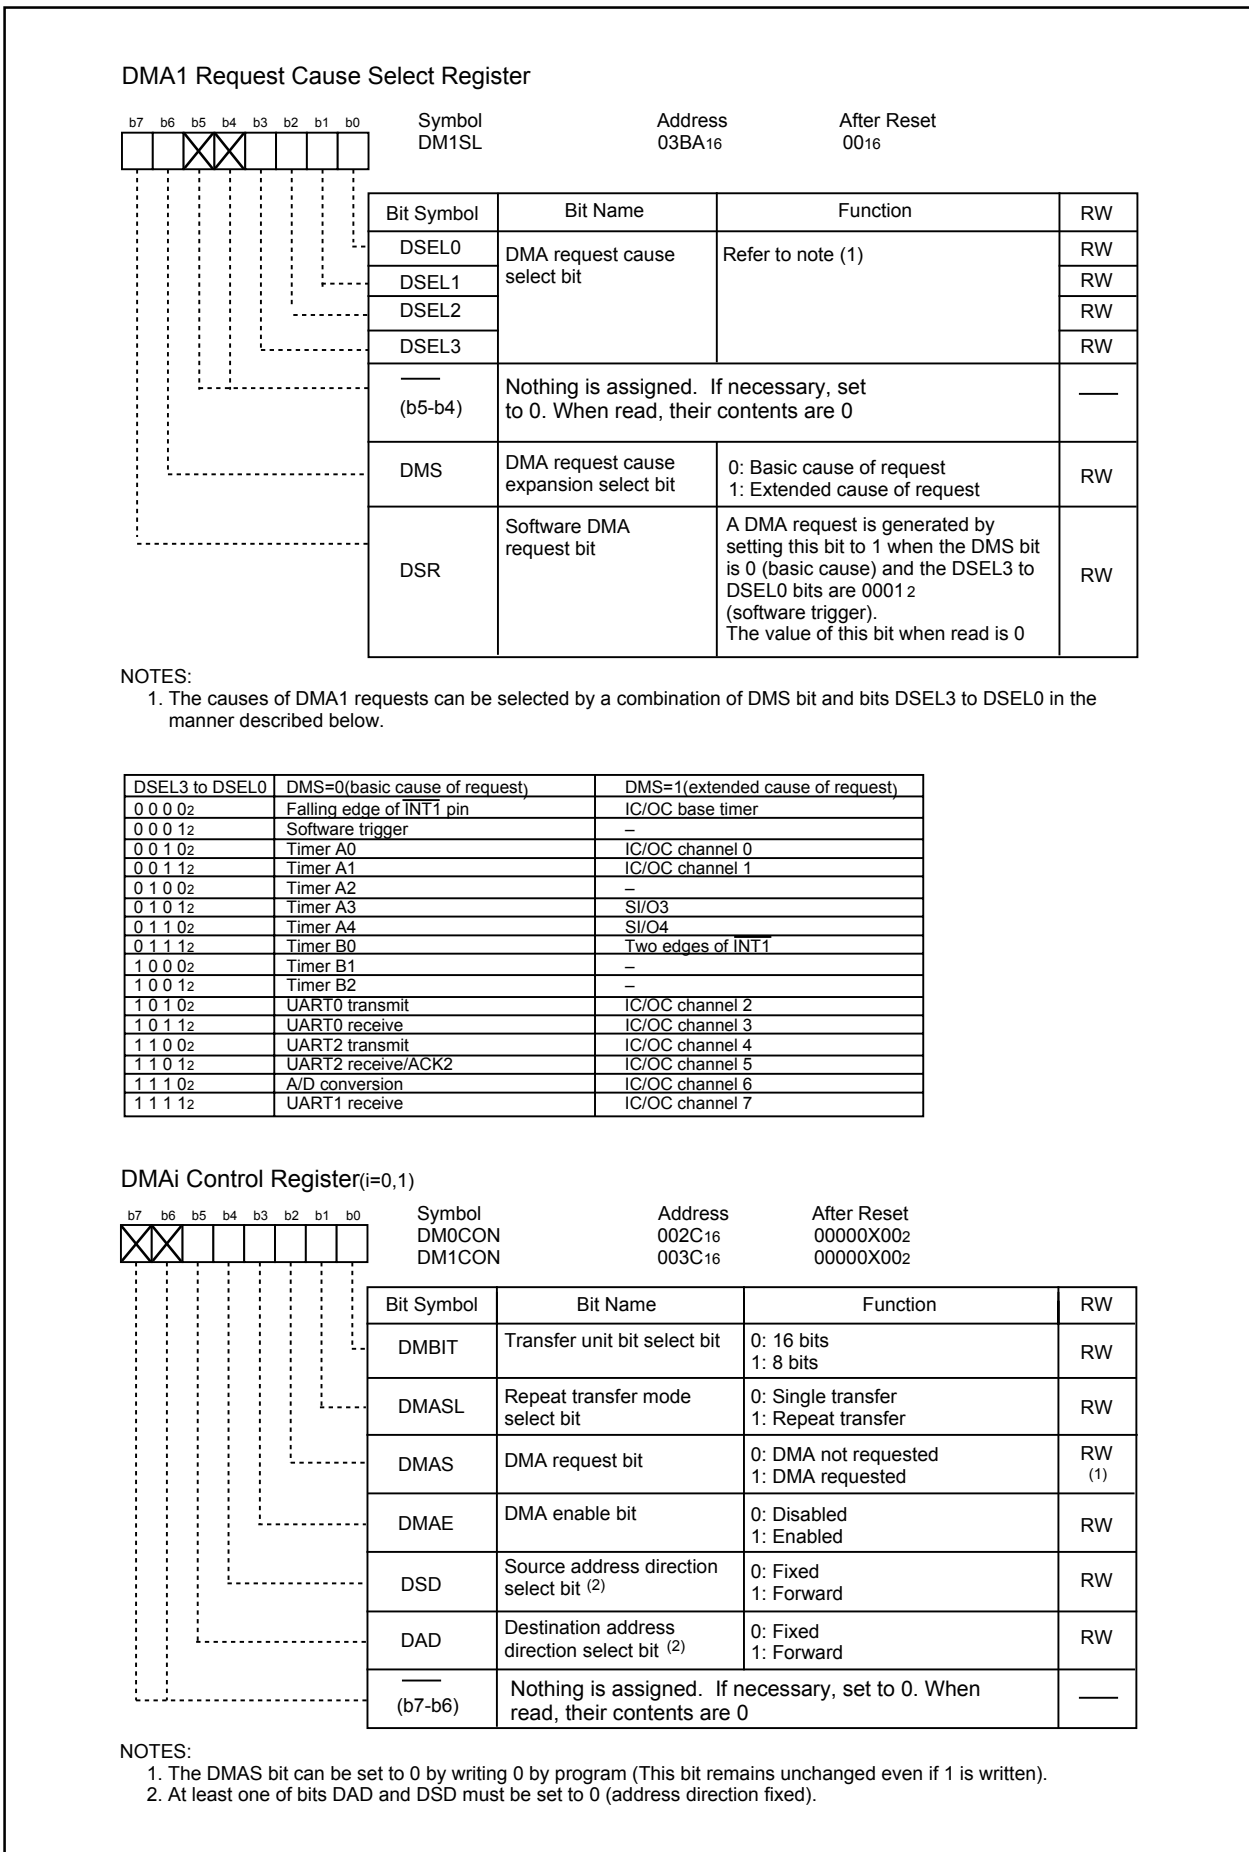 DMA1 Request Cause Select Register
b7 b6 b5 b4 b3 b2 b1 b0
Symbol Address After Reset
DM1SL 03BA16 0016
Bit Symbol Bit Name Function RW
DSEL0 DMA request cause select bit Refer to note (1) RW
DSEL1 RW
DSEL2 RW
DSEL3 RW
(b5-b4) Nothing is assigned. If necessary, set
to 0. When read, their contents are 0
DMS DMA request cause expansion select bit 0: Basic cause of request RW
1: Extended cause of request
DSR Software DMA request bit A DMA request is generated by RW
setting this bit to 1 when the DMS bit
is 0 (basic cause) and the DSEL3 to
DSEL0 bits are 00012
(software trigger).
The value of this bit when read is 0
NOTES:
1. The causes of DMA1 requests can be selected by a combination of DMS bit and bits DSEL3 to DSEL0 in the
manner described below.
DSEL3 to DSEL0 DMS=0(basic cause of request) DMS=1(extended cause of request)
0 0 0 02 Falling edge of INT1 pin IC/OC base timer
0 0 0 12 Software trigger –
0 0 1 02 Timer A0 IC/OC channel 0
0 0 1 12 Timer A1 IC/OC channel 1
0 1 0 02 Timer A2 –
0 1 0 12 Timer A3 SI/O3
0 1 1 02 Timer A4 SI/O4
0 1 1 12 Timer B0 Two edges of INT1
1 0 0 02 Timer B1 –
1 0 0 12 Timer B2 –
1 0 1 02 UART0 transmit IC/OC channel 2
1 0 1 12 UART0 receive IC/OC channel 3
1 1 0 02 UART2 transmit IC/OC channel 4
1 1 0 12 UART2 receive/ACK2 IC/OC channel 5
1 1 1 02 A/D conversion IC/OC channel 6
1 1 1 12 UART1 receive IC/OC channel 7
DMAi Control Register(i=0,1)
b7 b6 b5 b4 b3 b2 b1 b0
Symbol Address After Reset
DM0CON 002C16 00000X002
DM1CON 003C16 00000X002
Bit Symbol Bit Name Function RW
DMBIT Transfer unit bit select bit 0: 16 bits RW
1: 8 bits
DMASL Repeat transfer mode select bit 0: Single transfer RW
1: Repeat transfer
DMAS DMA request bit 0: DMA not requested RW
1: DMA requested (1)
DMAE DMA enable bit 0: Disabled RW
1: Enabled
DSD Source address direction select bit (2) 0: Fixed RW
1: Forward
DAD Destination address direction select bit (2) 0: Fixed RW
1: Forward
(b7-b6) Nothing is assigned. If necessary, set to 0. When
read, their contents are 0
NOTES:
1. The DMAS bit can be set to 0 by writing 0 by program (This bit remains unchanged even if 1 is written).
2. At least one of bits DAD and DSD must be set to 0 (address direction fixed).